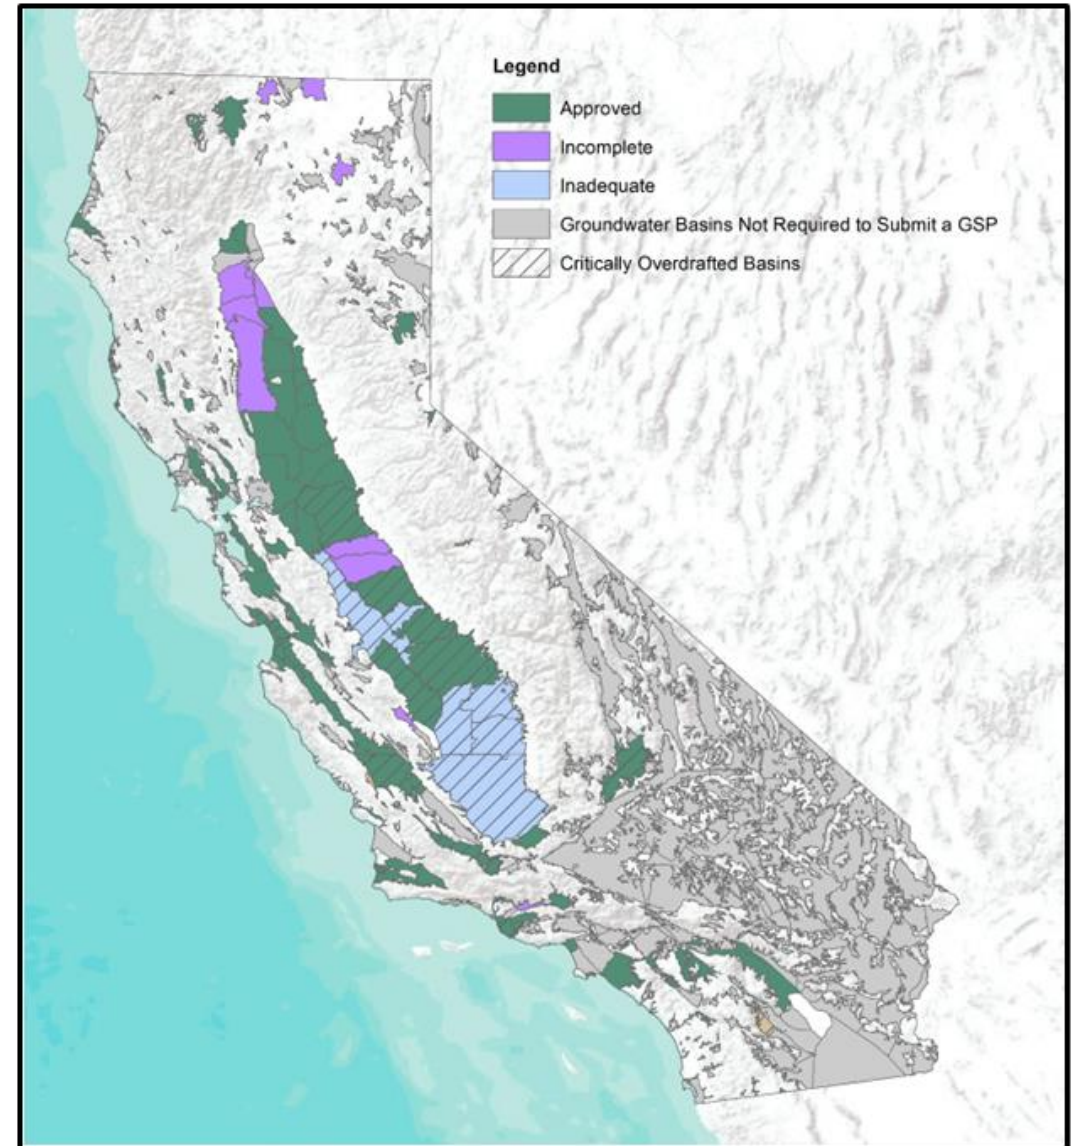 Legend
Approved
Incomplete
Inadequate
Groundwater Basins Not Required to Submit a GSP
Critically Overdrafted Basins